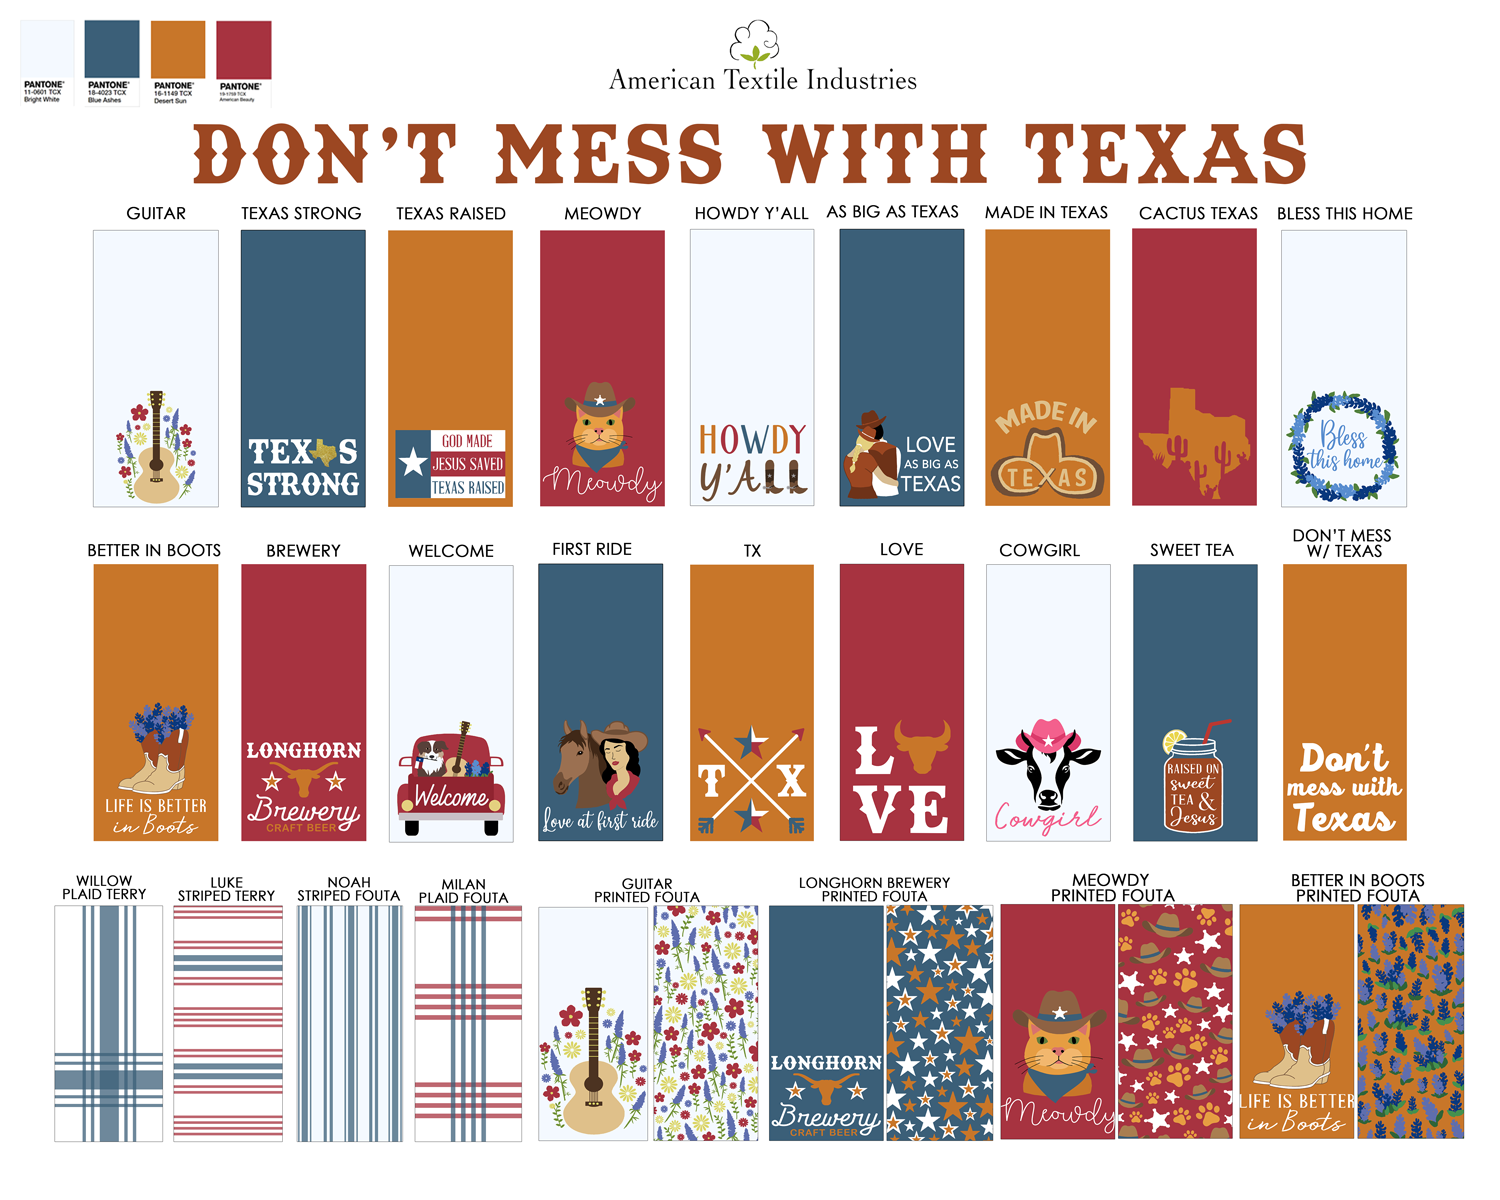 PANTONE®
11-0601 TCX
Bright White
PANTONE®
18-4023 TCX
Blue Ashes
PANTONE®
16-1149 TCX
Desert Sun
PANTONE®
19-1759 TCX
American Beauty
American Textile Industries
DON'T MESS WITH TEXAS
GUITAR
TEXAS STRONG
TEXAS RAISED
MEOWDY
HOWDY Y'ALL
AS BIG AS TEXAS
MADE IN TEXAS
CACTUS TEXAS
BLESS THIS HOME
TEX S
STRONG
GOD MADE
JESUS SAVED
TEXAS RAISED
Meowdy
HOWDY
Y'ALL
LOVE
AS BIG AS
TEXAS
MADE IN
TEXAS
Bless
this home
BETTER IN BOOTS
BREWERY
WELCOME
FIRST RIDE
TX
LOVE
COWGIRL
SWEET TEA
DON'T MESS
W/ TEXAS
LIFE IS BETTER
in Boots
LONGHORN
Brewery
CRAFT BEER
Welcome
Love at first ride
T X
L
VE
Cowgirl
RAISED ON
sweet
TEA &
Jesus
Don't
mess with
Texas
WILLOW
PLAID TERRY
LUKE
STRIPED TERRY
NOAH
STRIPED FOUTA
MILAN
PLAID FOUTA
GUITAR
PRINTED FOUTA
LONGHORN BREWERY
PRINTED FOUTA
MEOWDY
PRINTED FOUTA
BETTER IN BOOTS
PRINTED FOUTA
LONGHORN
Brewery
CRAFT BEER
Meowdy
LIFE IS BETTER
in Boots